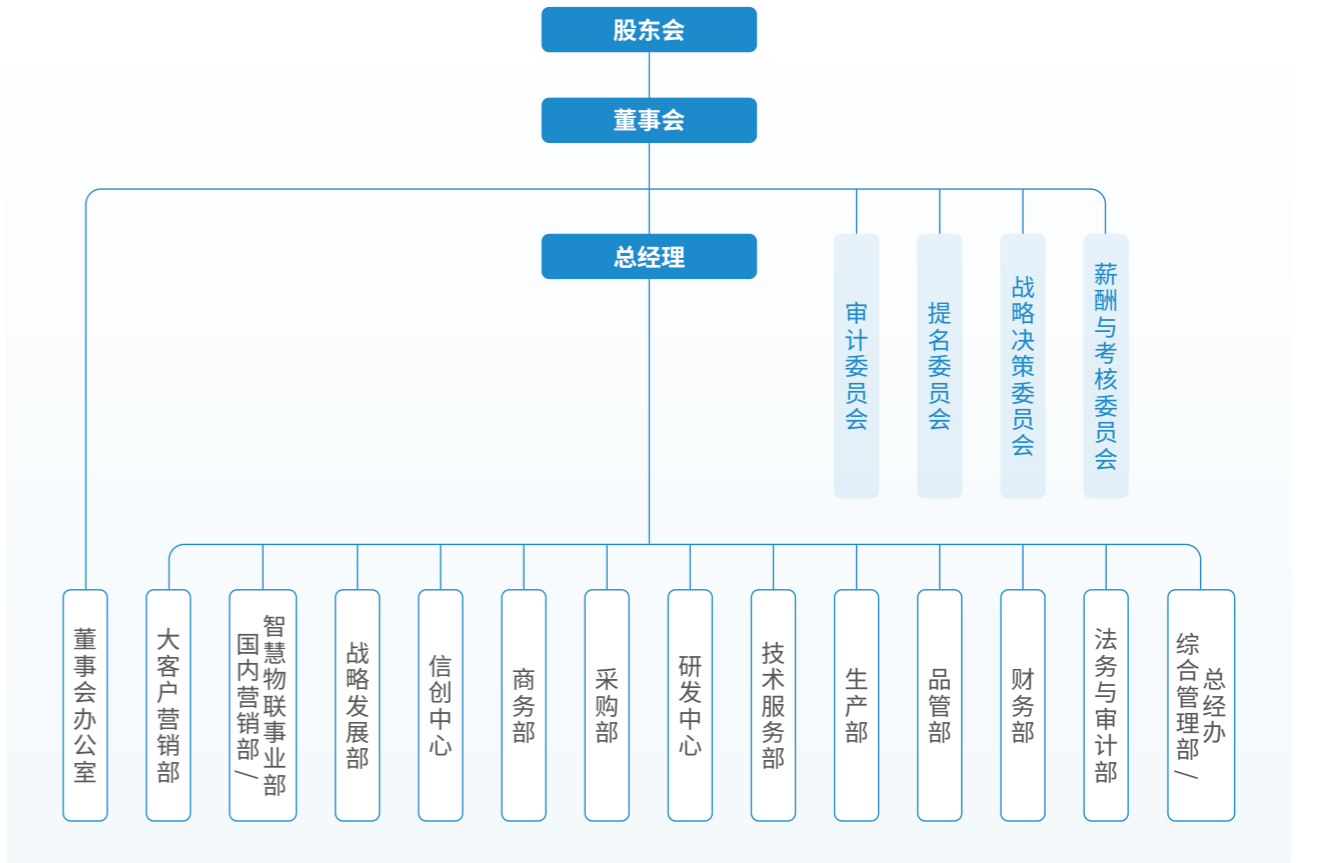 股东会
董事会
总经理
审计委员会
提名委员会
战略决策委员会
薪酬与考核委员会
董事会办公室
大客户营销部
国内营销部/
智慧物联事业部
战略发展部
信创中心
商务部
采购部
研发中心
技术服务部
生产部
品管部
财务部
法务与审计部
综合管理部/
总经办